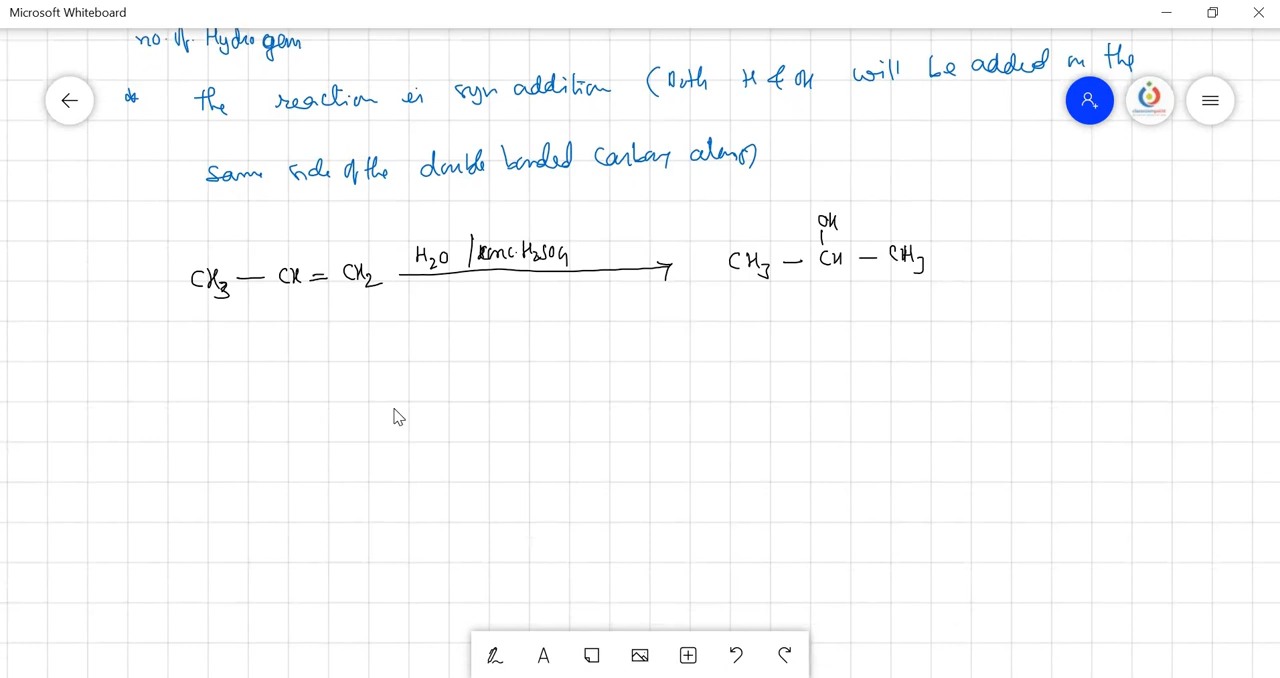 Microsoft Whiteboard
no. of Hydrogen
* the reaction is syn addition (Both H & OH will be added on the
same side of the double bonded carbon atoms)
OH
CH3 — CH = CH2 H2O / conc. H2SO4 → CH3 — CH — CH3